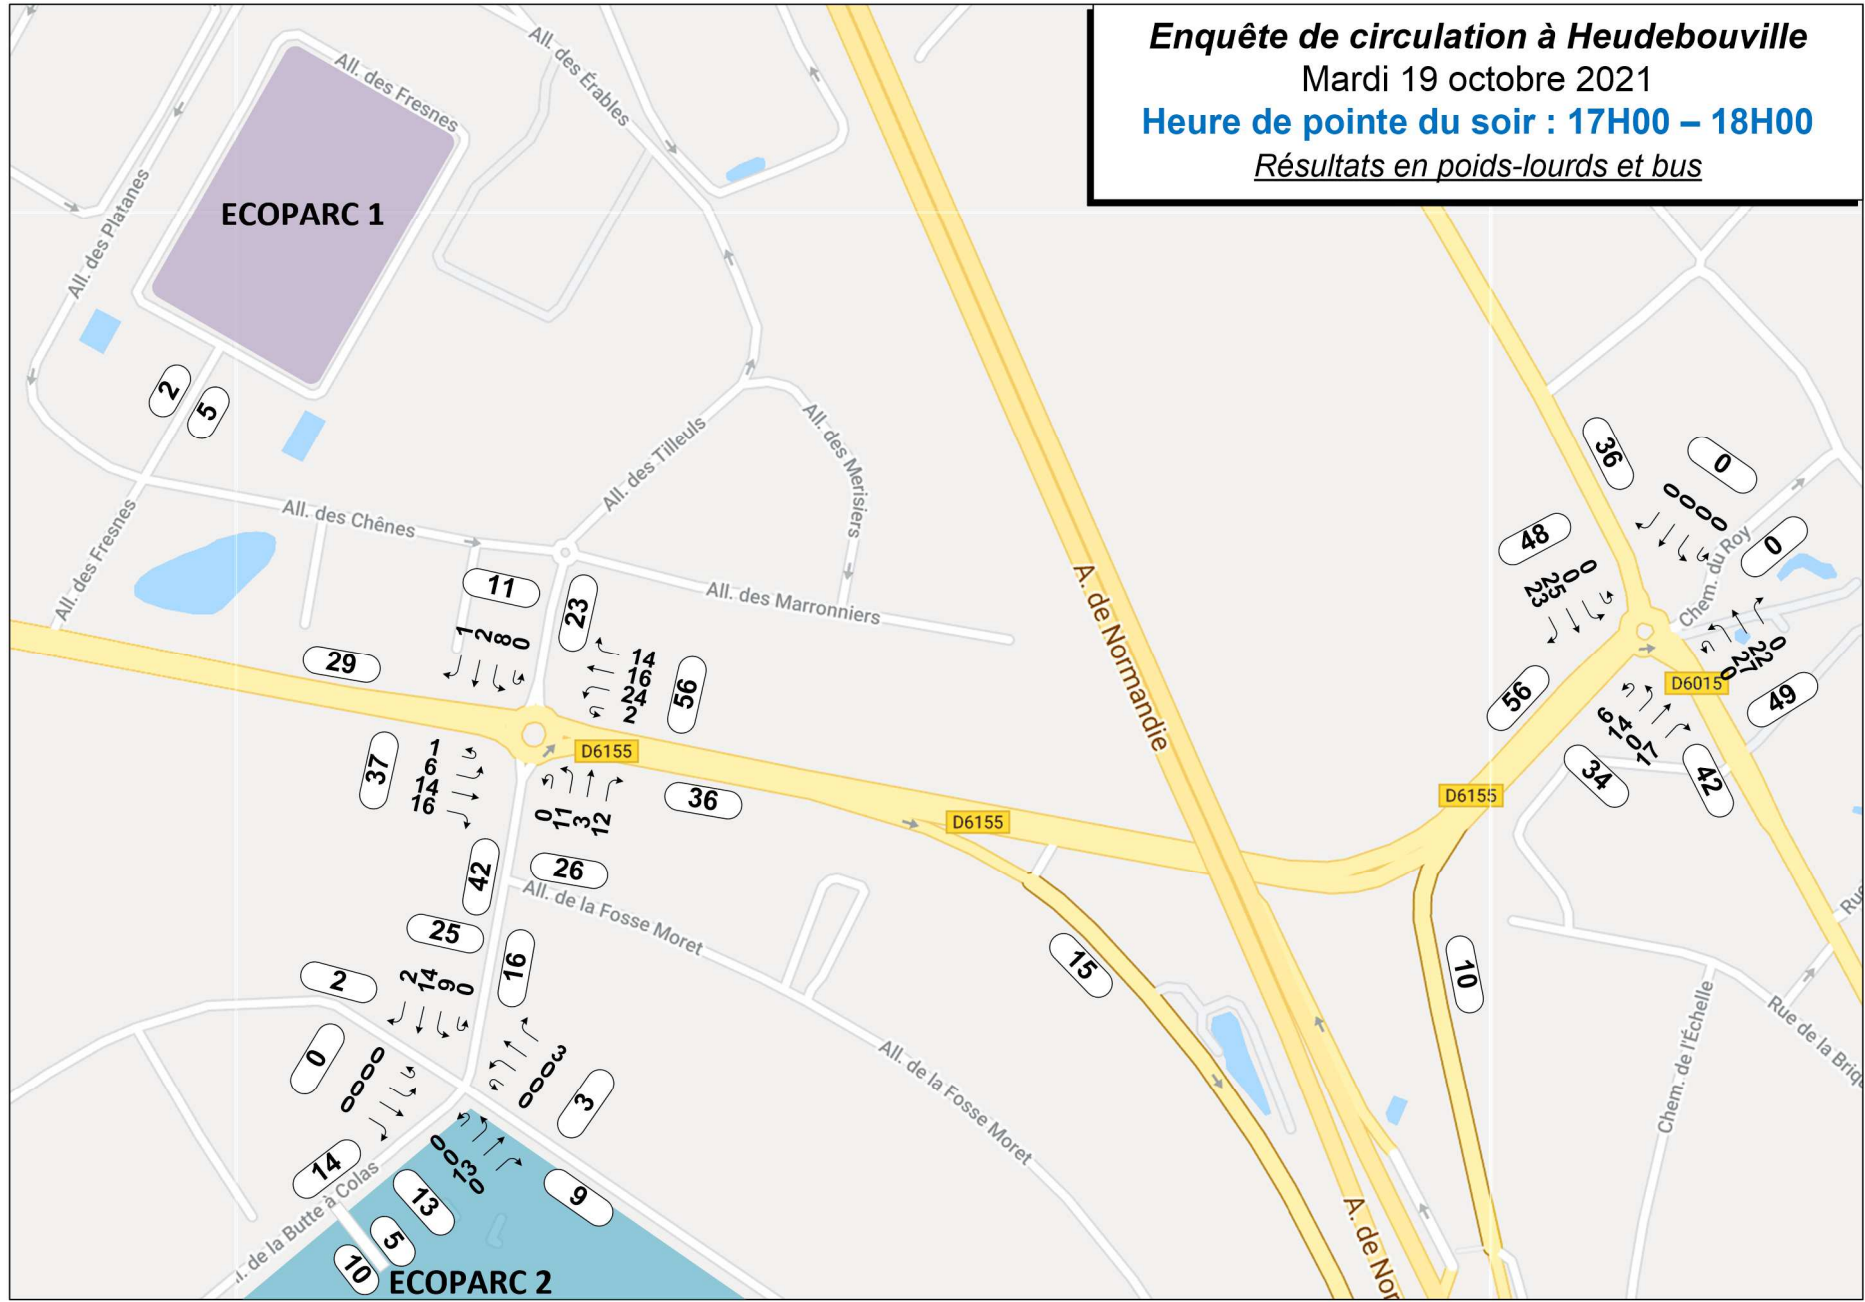 Enquête de circulation à Heudebouville
Mardi 19 octobre 2021
Heure de pointe du soir : 17H00 – 18H00
Résultats en poids-lourds et bus
All. des Érables
All. des Fresnes
ECOPARC 1
All. des Platanes
2
5
All. des Tilleuls
All. des Merisiers
All. des Chênes
All. des Fresnes
All. des Marronniers
A. de Normandie
11
23
1
2
8
0
29
14
16
24
2
56
37
1
6
14
16
D6155
0
11
3
12
36
D6155
42
26
All. de la Fosse Moret
25
16
2
2
14
9
0
0
0
0
0
0
3
0
0
0
3
14
0
0
13
0
13
9
5
10
ECOPARC 2
l. de la Butte à Colas
All. de la Fosse Moret
15
10
D6155
A. de Nor
36
0
0
0
0
0
0
Chem. du Roy
48
23
25
0
0
0
22
27
0
D6015
49
56
6
14
0
17
34
42
Chem. de l'Échelle
Rue de la Briqu
Rue